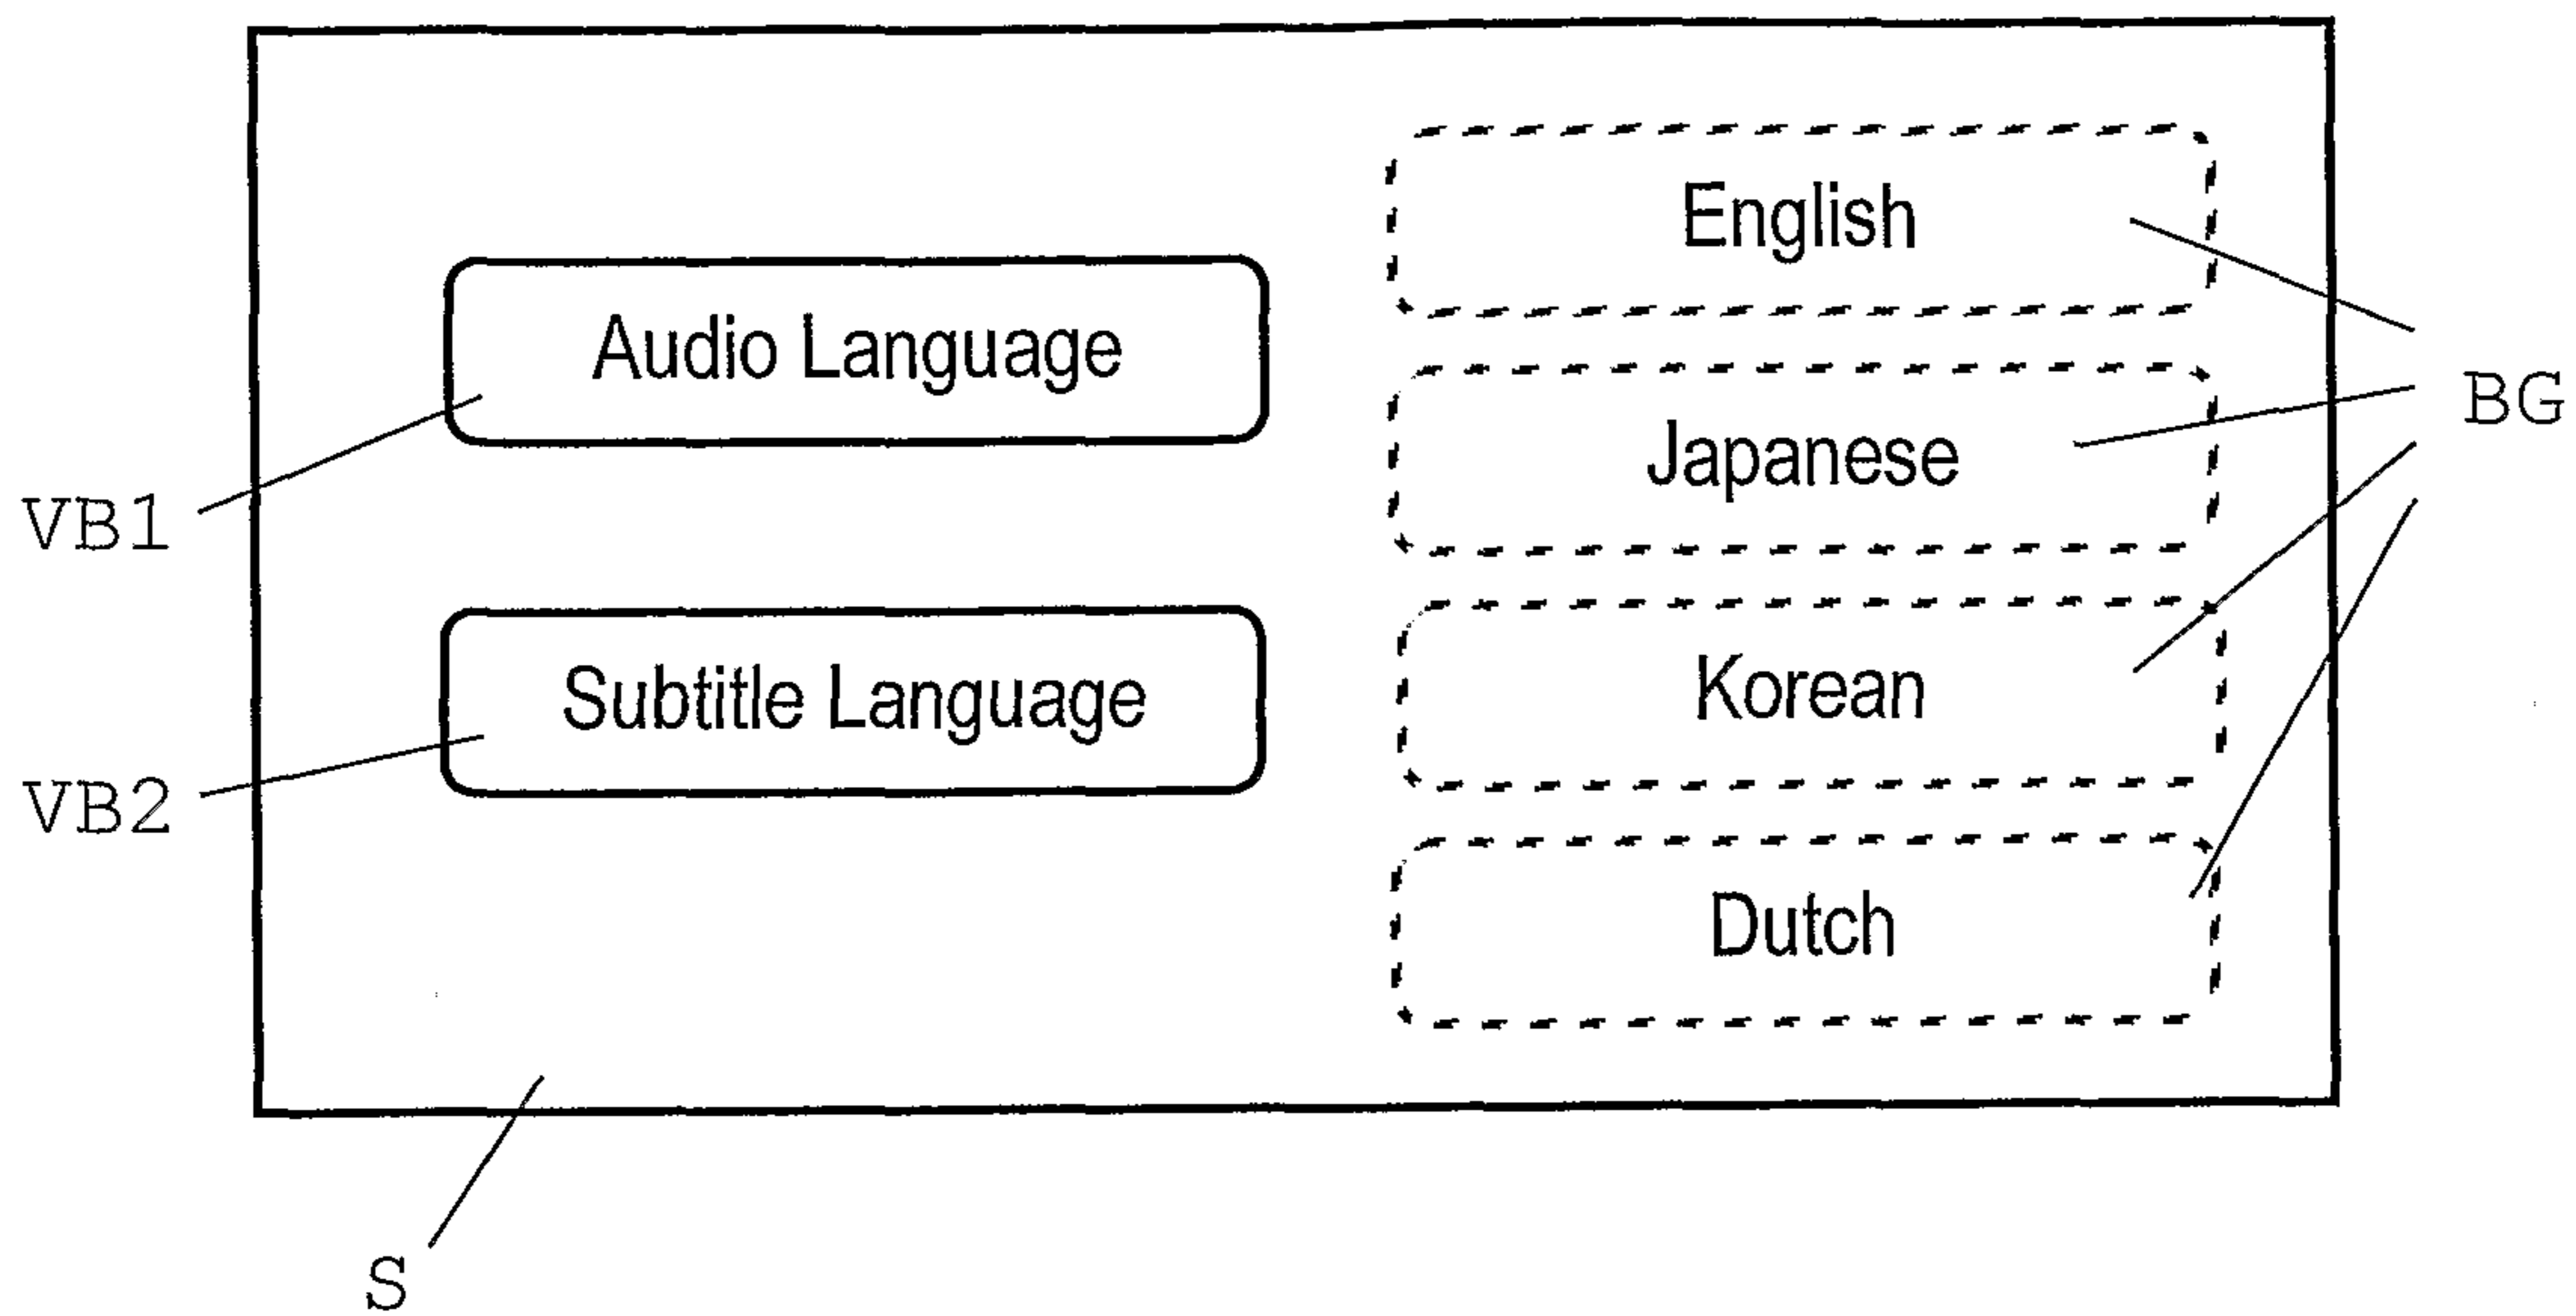 English
Audio Language
BG
Japanese
VB1
Subtitle Language
Korean
VB2
Dutch
S